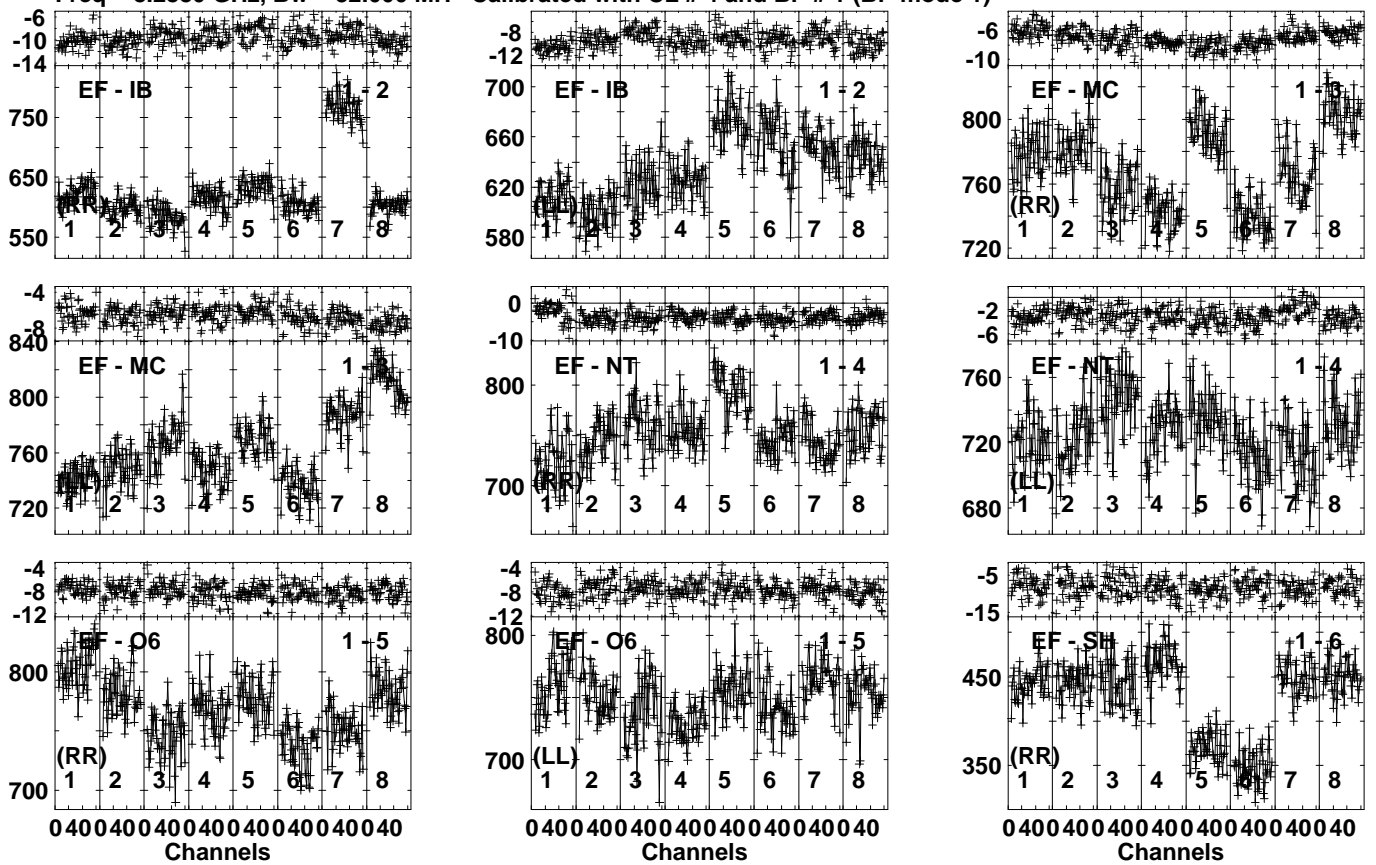 -6 -10 -14
EF - IB 1 - 2
750 650 550
(RR)
1 2 3 4 5 6 7 8
-8 -12
EF - IB 1 - 2
700 660 620 580
(LL)
1 2 3 4 5 6 7 8
-6 -10
EF - MC 1 - 3
800 760 720
(RR)
1 2 3 4 5 6 7 8
-4 -8
840 800 760 720
EF - MC 1 - 3
(LL)
1 2 3 4 5 6 7 8
0 -10
EF - NT 1 - 4
800 700
(RR)
1 2 3 4 5 6 7 8
-2 -6
EF - NT 1 - 4
760 720 680
(LL)
1 2 3 4 5 6 7 8
-4 -8 -12
EF - O6 1 - 5
800 700
(RR)
1 2 3 4 5 6 7 8
-4 -8 -12
EF - O6 1 - 5
800 700
(LL)
1 2 3 4 5 6 7 8
-5 -15
EF - SH 1 - 6
450 350
(RR)
1 2 3 4 5 6 7 8
0 40 0 40 0 40 0 40 0 40 0 40 0 40 0 40
Channels
0 40 0 40 0 40 0 40 0 40 0 40 0 40 0 40
Channels
0 40 0 40 0 40 0 40 0 40 0 40 0 40 0 40
Channels